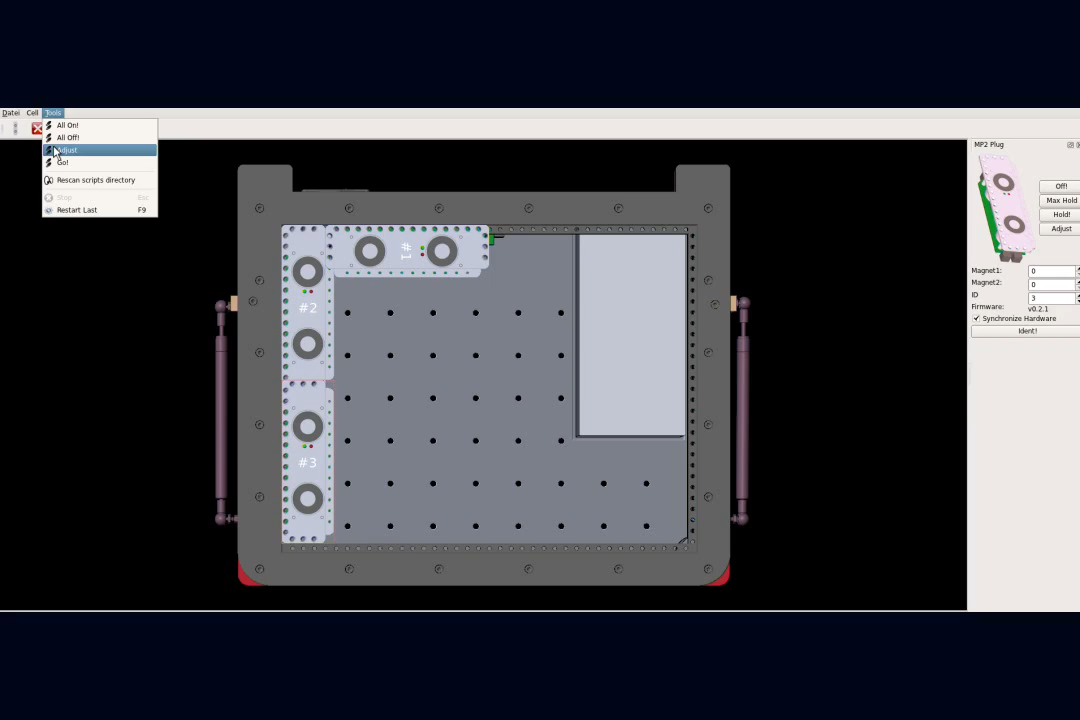 Datei Cell Tools
All On!
All Off!
Adjust
Go!
Rescan scripts directory
Stop Esc
Restart Last F9
#1
#2
#3
MP2 Plug
Off!
Max Hold
Hold!
Adjust
Magnet1: 0
Magnet2: 0
ID 3
Firmware: v0.2.1
Synchronize Hardware
Ident!